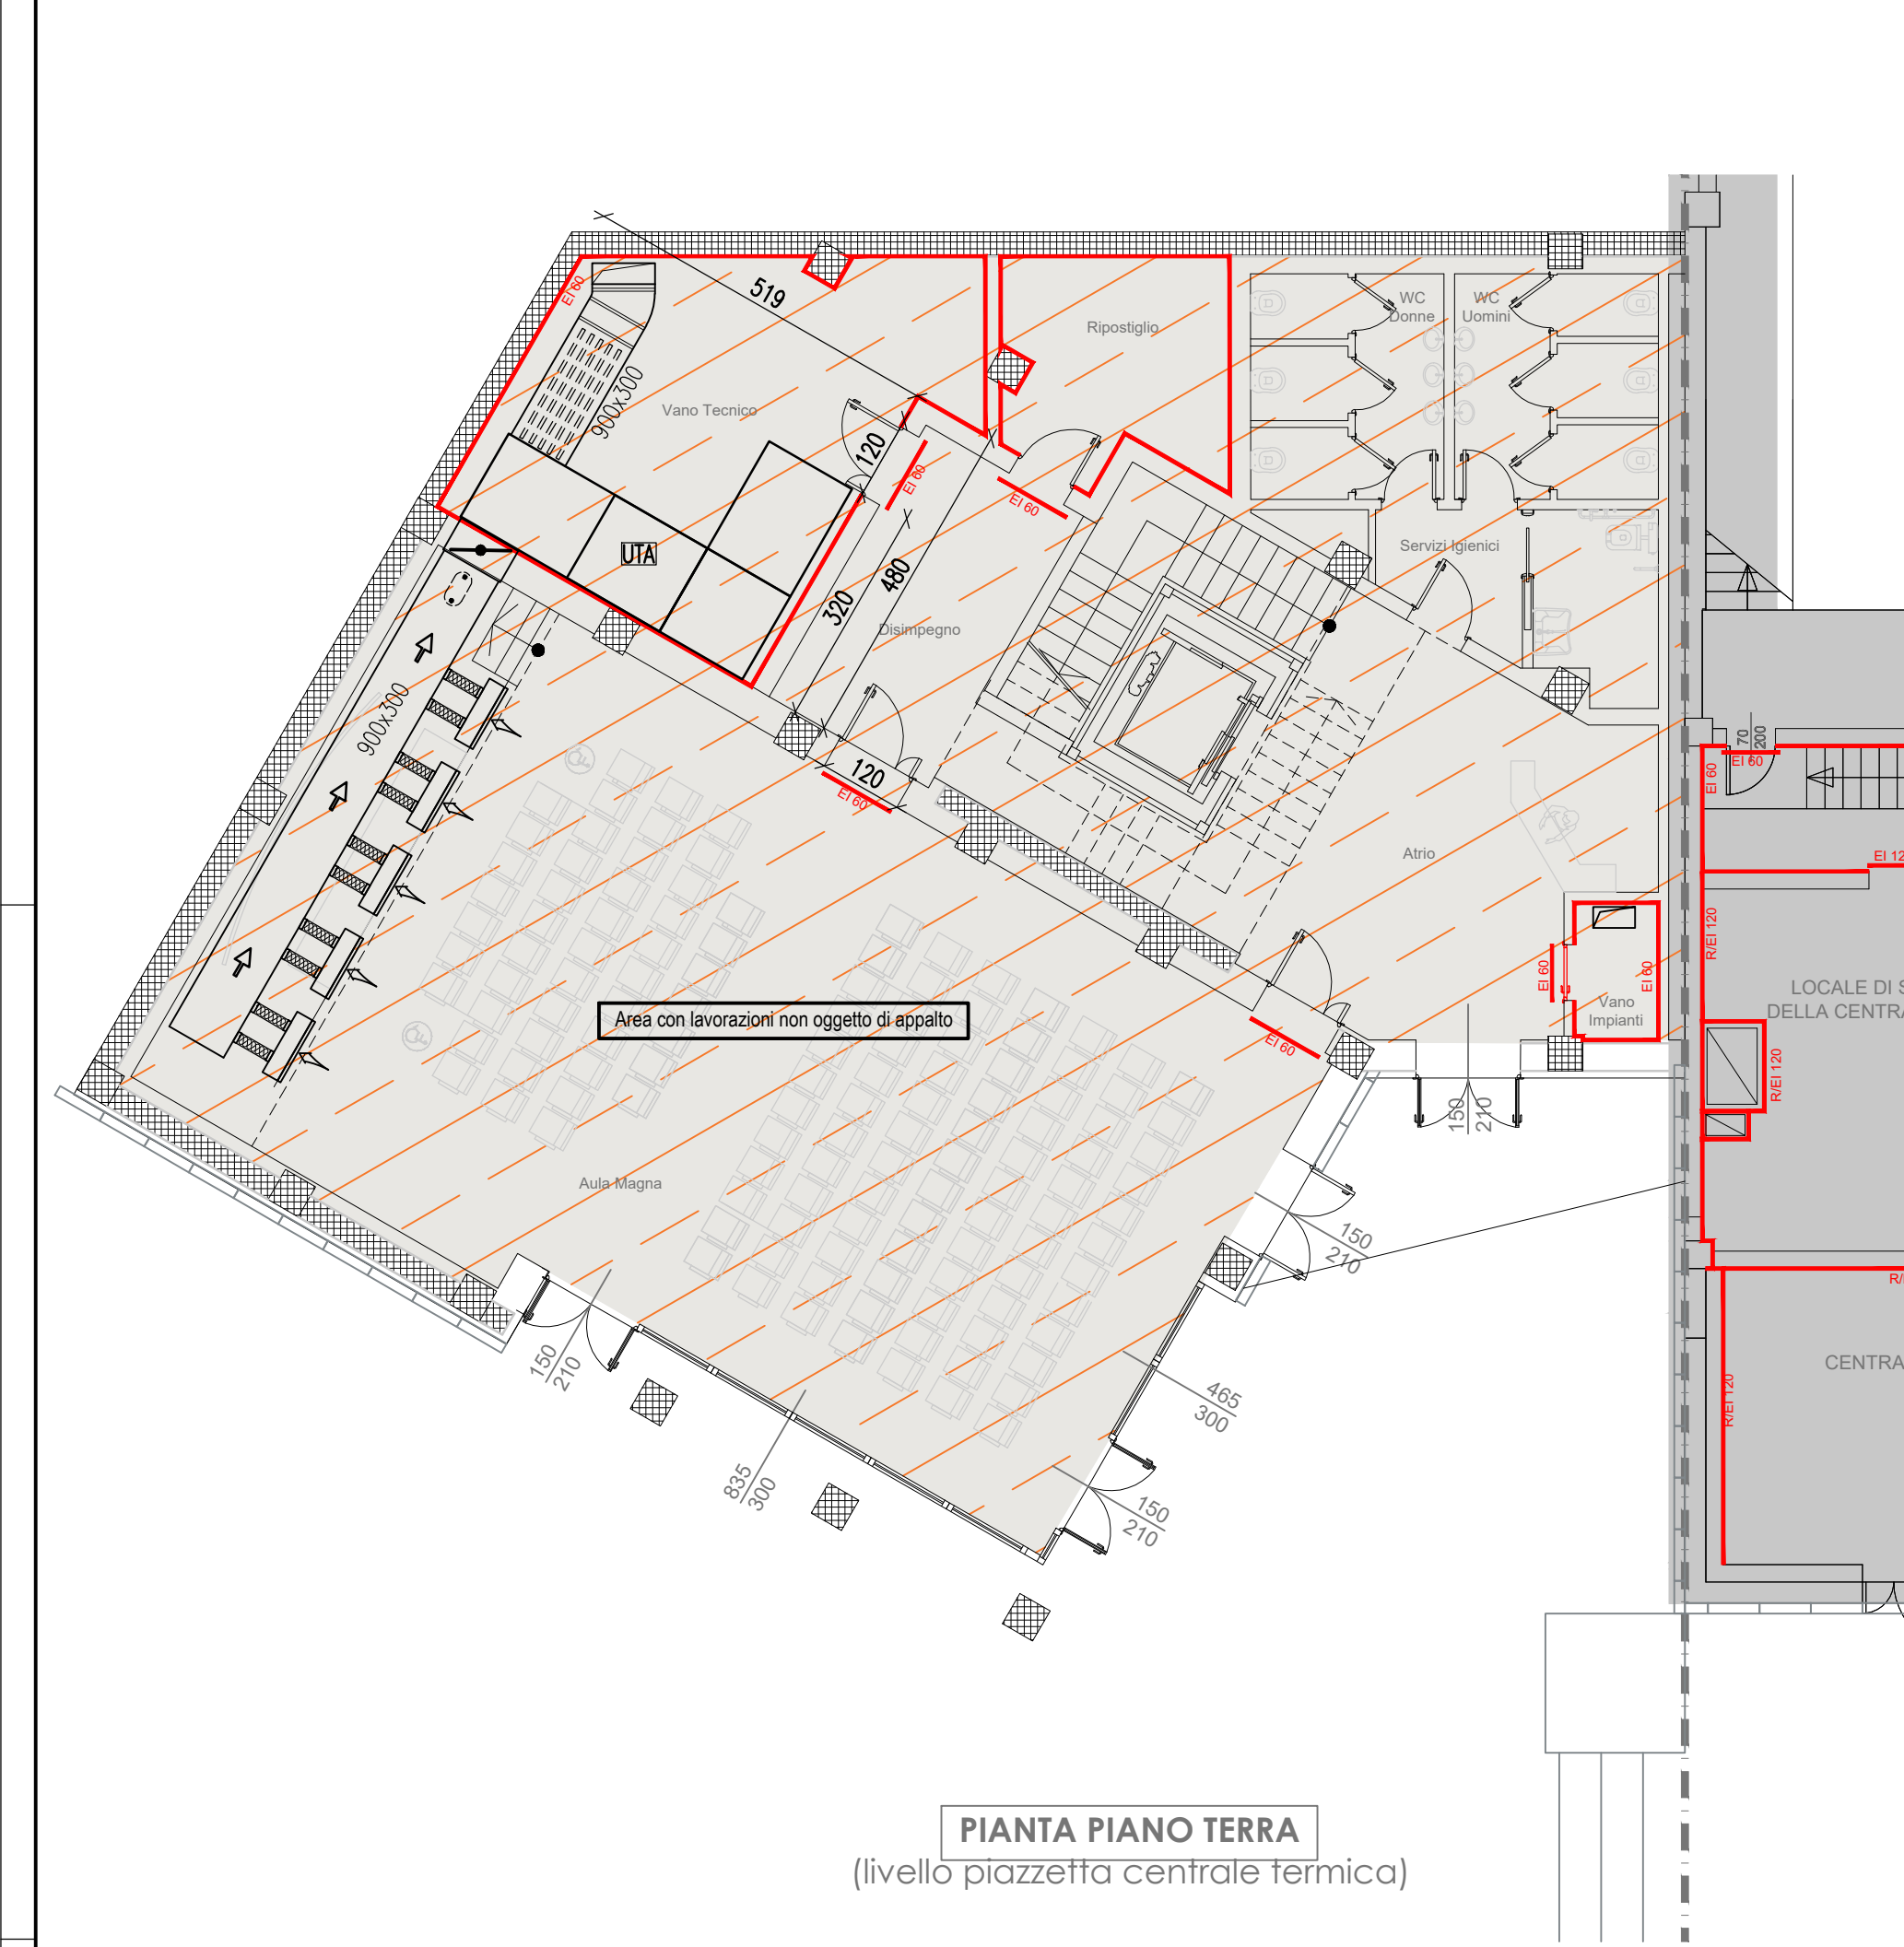 519
EI 60
Ripostiglio
WC
Donne
WC
Uomini
900x300
Vano Tecnico
120
EI 60
EI 60
UTA
Servizi Igienici
480
320
Disimpegno
900x300
120
EI 60
70
200
EI 60
EI 60
Atrio
R/EI 120
EI 60
EI 60
Vano
Impianti
LOCALE DI
DELLA
Area con lavorazioni non oggetto di appalto
EI 60
R/EI 120
150
210
Aula Magna
150
210
150
210
465
300
R/EI 120
835
300
150
210
PIANTA PIANO TERRA
(livello piazzetta centrale termica)